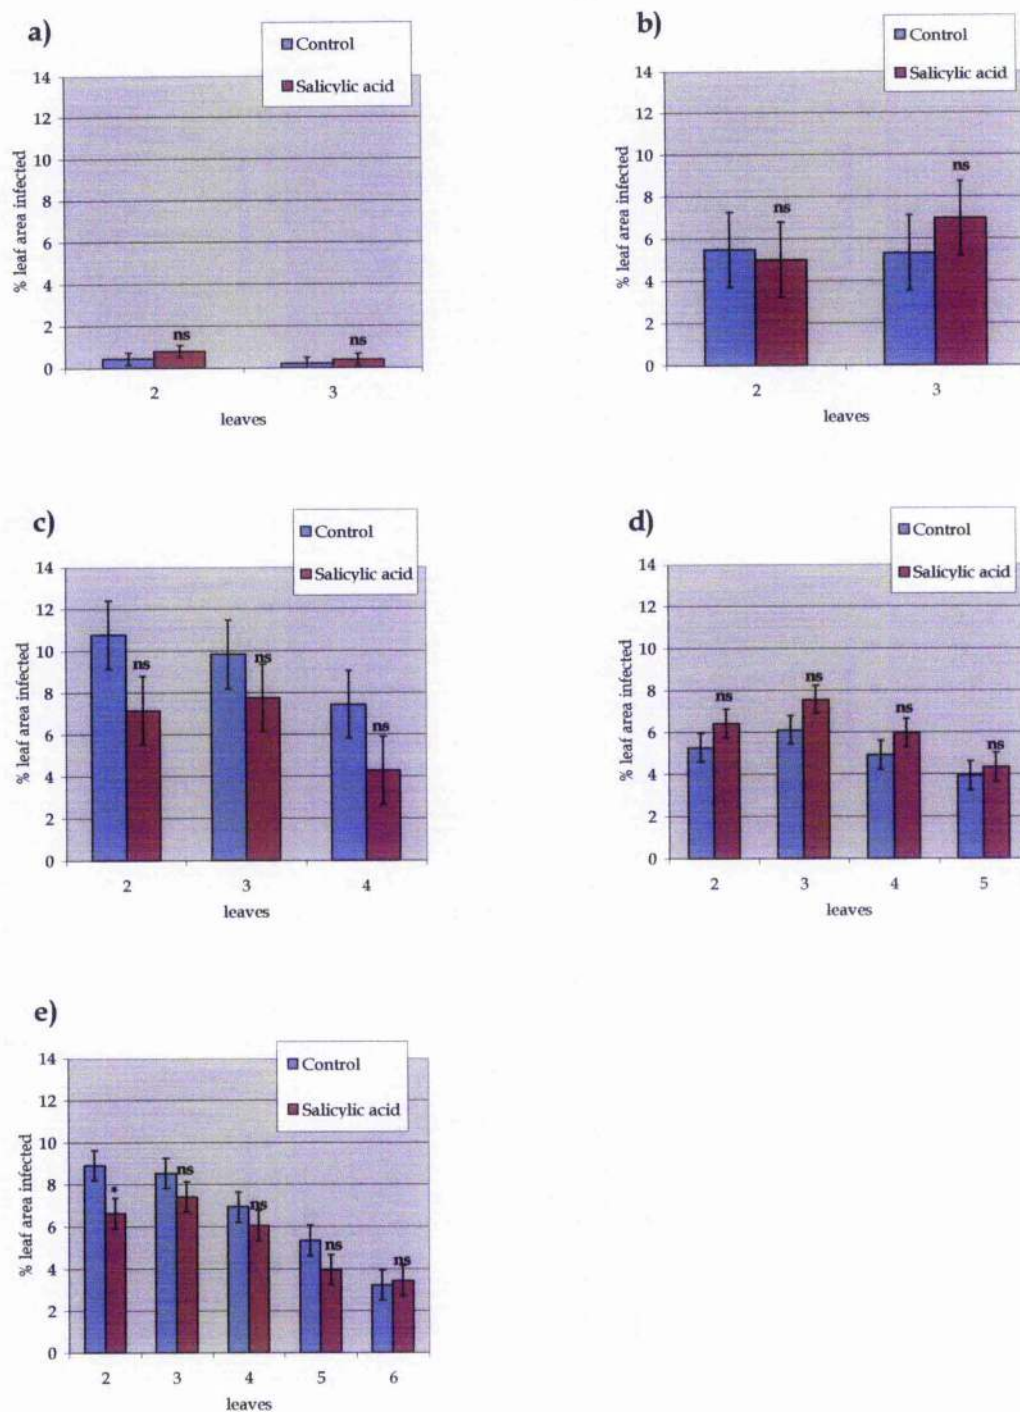 a)
Control
Salicylic acid
% leaf area infected
14
12
10
8
6
4
2
0
ns
ns
2 3
leaves
b)
Control
Salicylic acid
% leaf area infected
14
12
10
8
6
4
2
0
ns
ns
2 3
leaves
c)
Control
Salicylic acid
% leaf area infected
14
12
10
8
6
4
2
0
ns
ns
ns
2 3 4
leaves
d)
Control
Salicylic acid
% leaf area infected
14
12
10
8
6
4
2
0
ns
ns
ns
ns
2 3 4 5
leaves
e)
Control
Salicylic acid
% leaf area infected
14
12
10
8
6
4
2
0
*
ns
ns
ns
ns
2 3 4 5 6
leaves